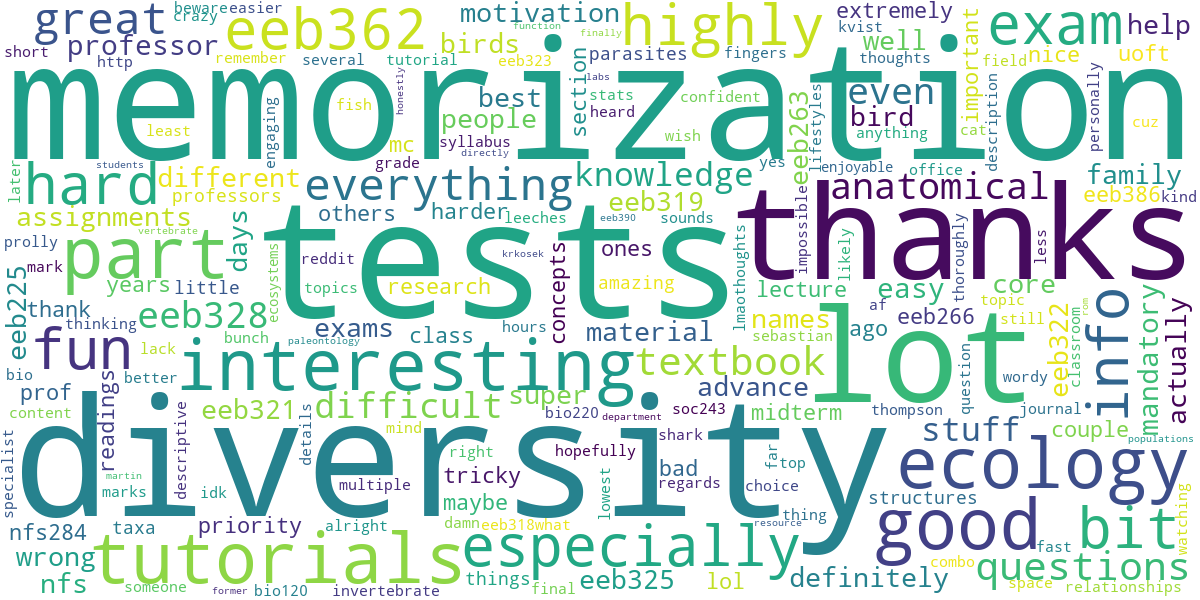 great
crazy
beware
easier
eeb362
motivation
function
finally
highly
extremely
kvist
exam
help
short
professor
http
remember
several
tutorial
birds
eeb323
parasites
fingers
thoughts
well
field
nice
important
uoft
memorization
least
engaging
fish
honestly
best
people
mc
syllabus
grade
directly
section
labs
stats
heard
confident
wish
even
bird
eeb263
lifestyles
anything
cat
description
personally
cuz
later
students
hard
different
professors
everything
knowledge
yes
enjoyable
office
family
assignments
others
harder
leeches
eeb319
eeb390
ones
sounds
anatomical
eeb386
kind
prolly
vertebrate
mark
part
days
tests
thanks
reddit
krkosek
concepts
amazing
lmaothoughts
impossible
likely
thoroughly
less
years
little
ecosystems
topics
research
lecture
easy
core
topic
eeb225
thank
thinking
eeb328
bunch
exams
class
hours
material
names
sebastian
ago
af
eeb266
still
eeb322
classroom
rom
info
mandatory
actually
fun
lack
paleontology
bio
better
interesting
textbook
lot
prof
readings
content
eeb321
difficult
super
bio220
department
soc243
advance
midterm
thompson
question
wordy
journal
couple
populations
specialist
descriptive
details
mind
right
shark
hopefully
stuff
diversity
martin
marks
idk
multiple
tricky
maybe
lowest
bad
regards
choice
far
top
structures
ecology
nfs284
taxa
priority
alright
damn
eeb318what
resource
thing
good
bit
watching
wrong
tutorials
especially
fast
questions
nfs
someone
former
bio120
invertebrate
things
final
eeb325
lol
definitely
combo
space
relationships